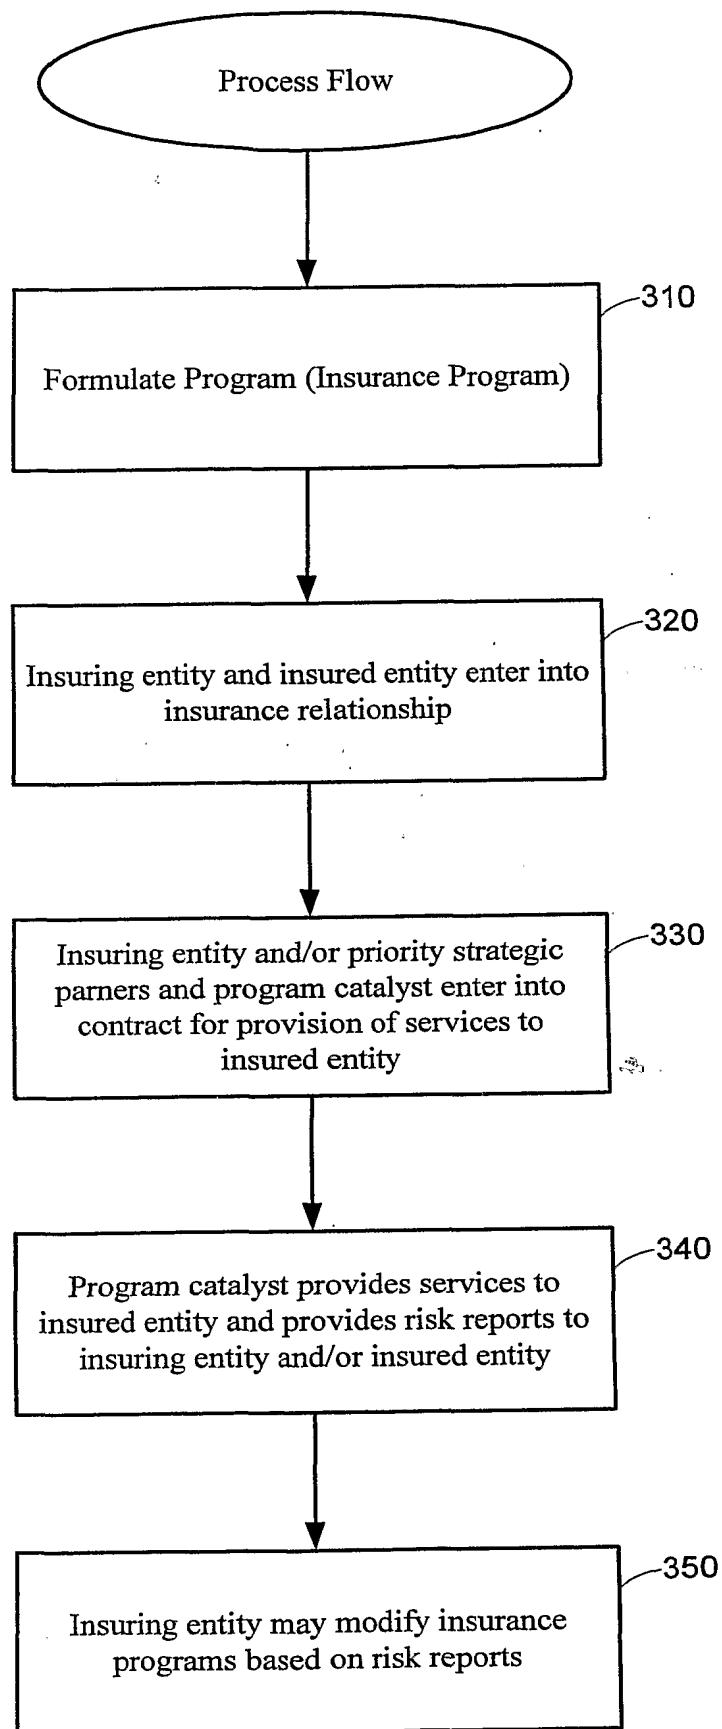 Process Flow
310
Formulate Program (Insurance Program)
320
Insuring entity and insured entity enter into
insurance relationship
330
Insuring entity and/or priority strategic
parners and program catalyst enter into
contract for provision of services to
insured entity
340
Program catalyst provides services to
insured entity and provides risk reports to
insuring entity and/or insured entity
350
Insuring entity may modify insurance
programs based on risk reports